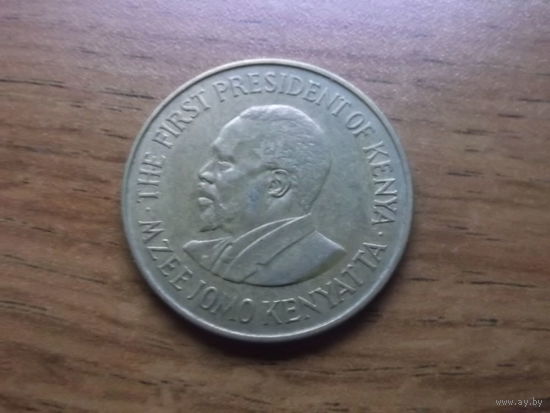 · THE FIRST PRESIDENT OF KENYA ·
MZEE JOMO KENYATTA
www.ay.by